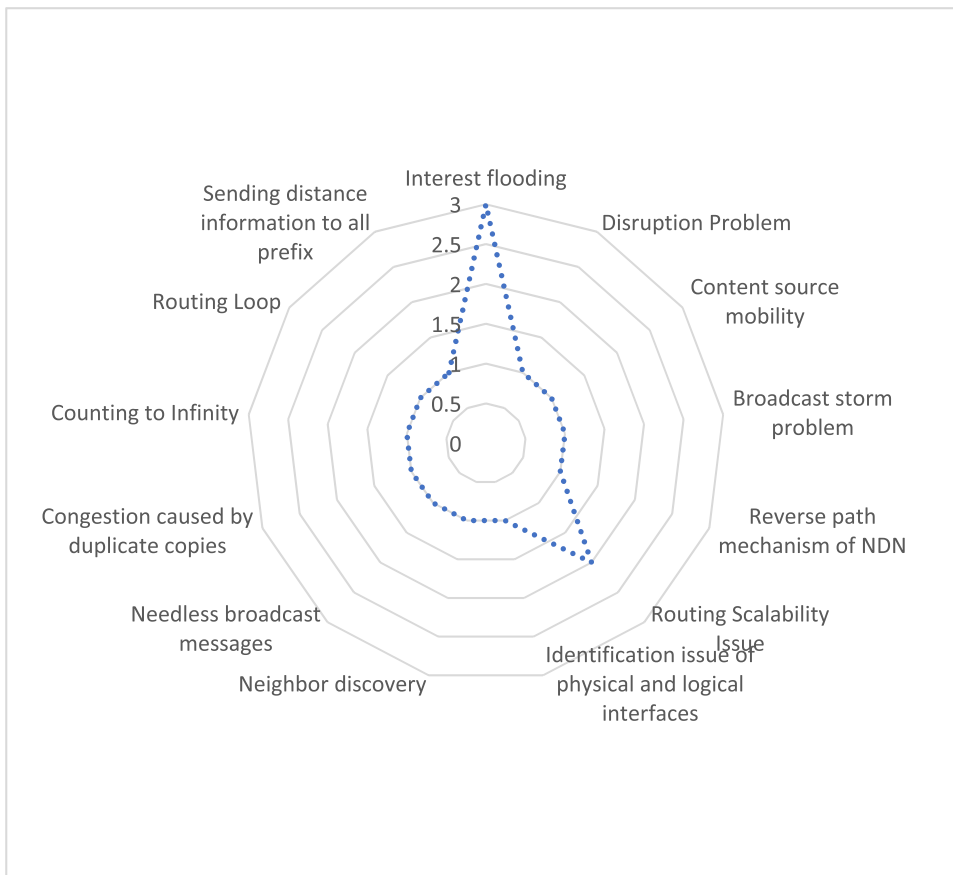 Interest flooding
Disruption Problem
Content source
mobility
Broadcast storm
problem
Reverse path
mechanism of NDN
Routing Scalability
Issue
Identification issue of
physical and logical
interfaces
Neighbor discovery
Needless broadcast
messages
Congestion caused by
duplicate copies
Counting to Infinity
Routing Loop
Sending distance
information to all
prefix
3
2.5
2
1.5
1
0.5
0